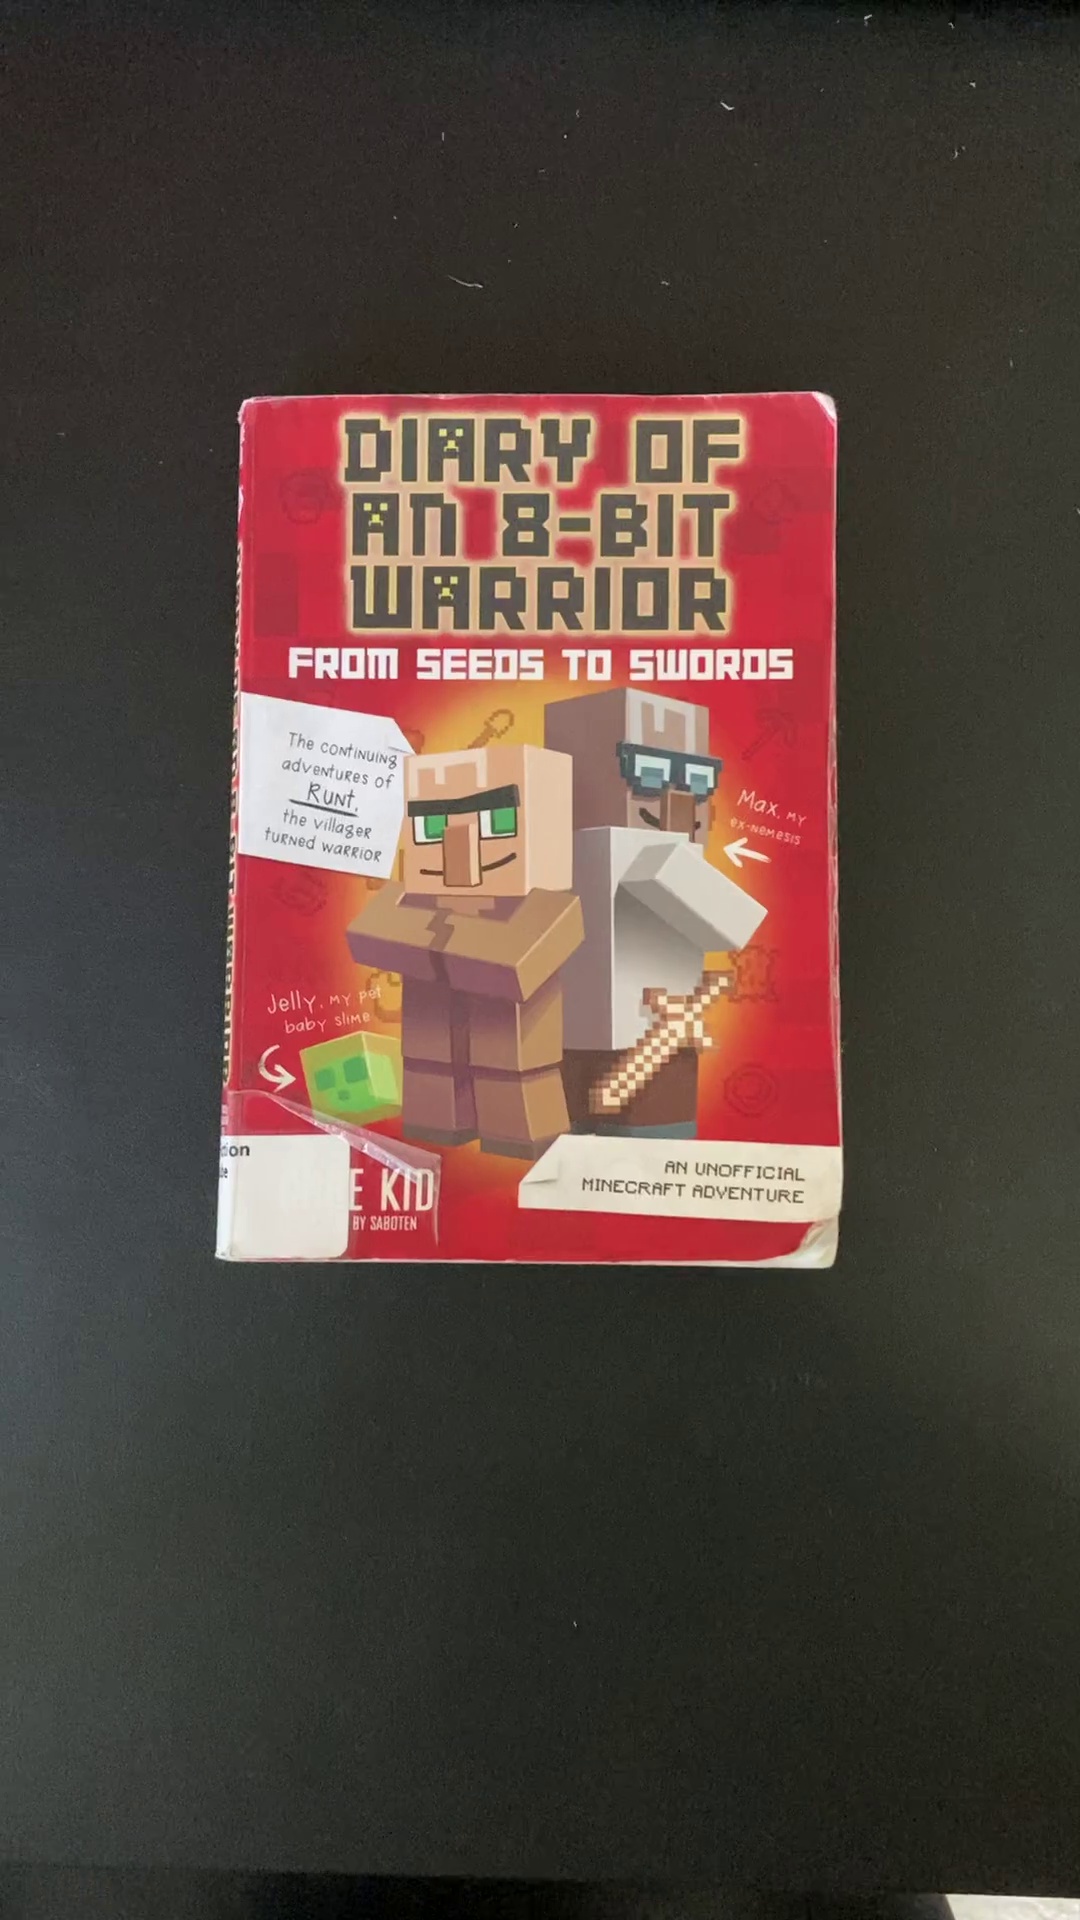 DIARY OF
AN 8-BIT
WARRIOR
FROM SEEDS TO SWORDS
The continuing
adventures of
Runt,
the villager
turned warrior
Max, my
ex-nemesis
Jelly, my pet
baby slime
E KID
BY SABOTEN
AN UNOFFICIAL
MINECRAFT ADVENTURE